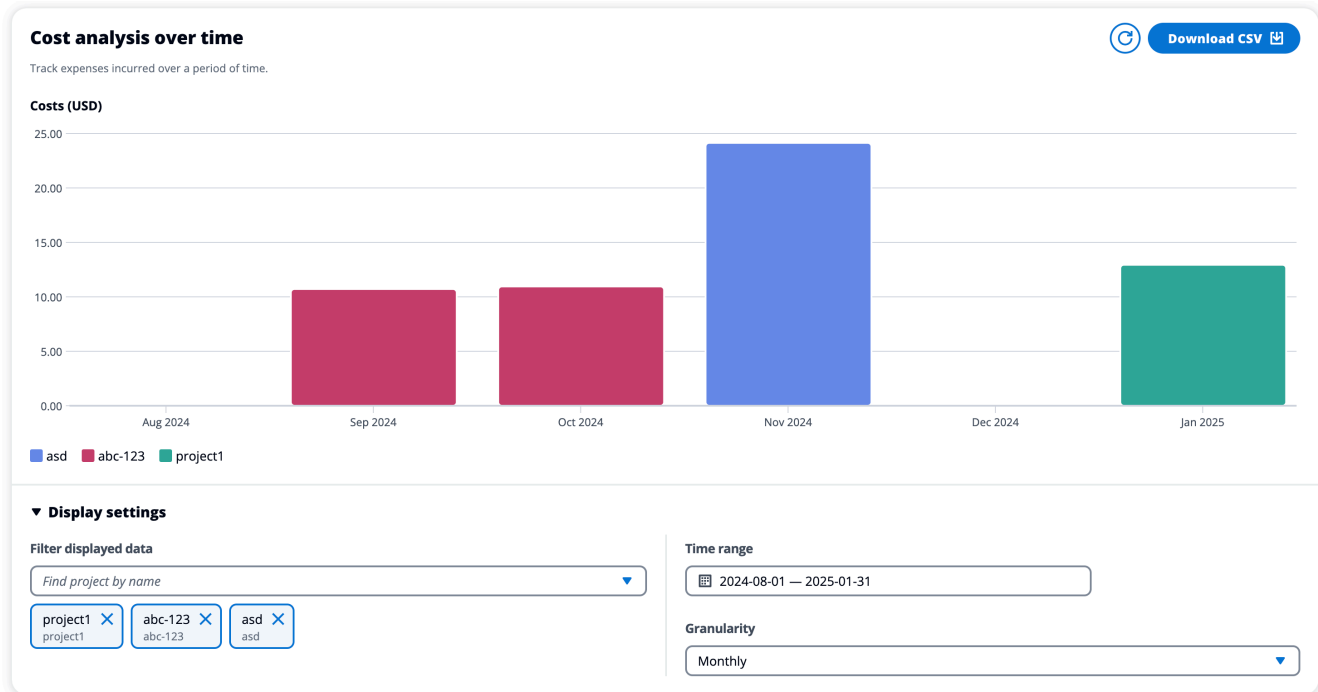 Cost analysis over time
Download CSV
Track expenses incurred over a period of time.
Costs (USD)
25.00
20.00
15.00
10.00
5.00
0.00
Aug 2024 Sep 2024 Oct 2024 Nov 2024 Dec 2024 Jan 2025
asd abc-123 project1
Display settings
Filter displayed data
Find project by name
project1 abc-123 asd
project1 abc-123 asd
Time range
2024-08-01 — 2025-01-31
Granularity
Monthly